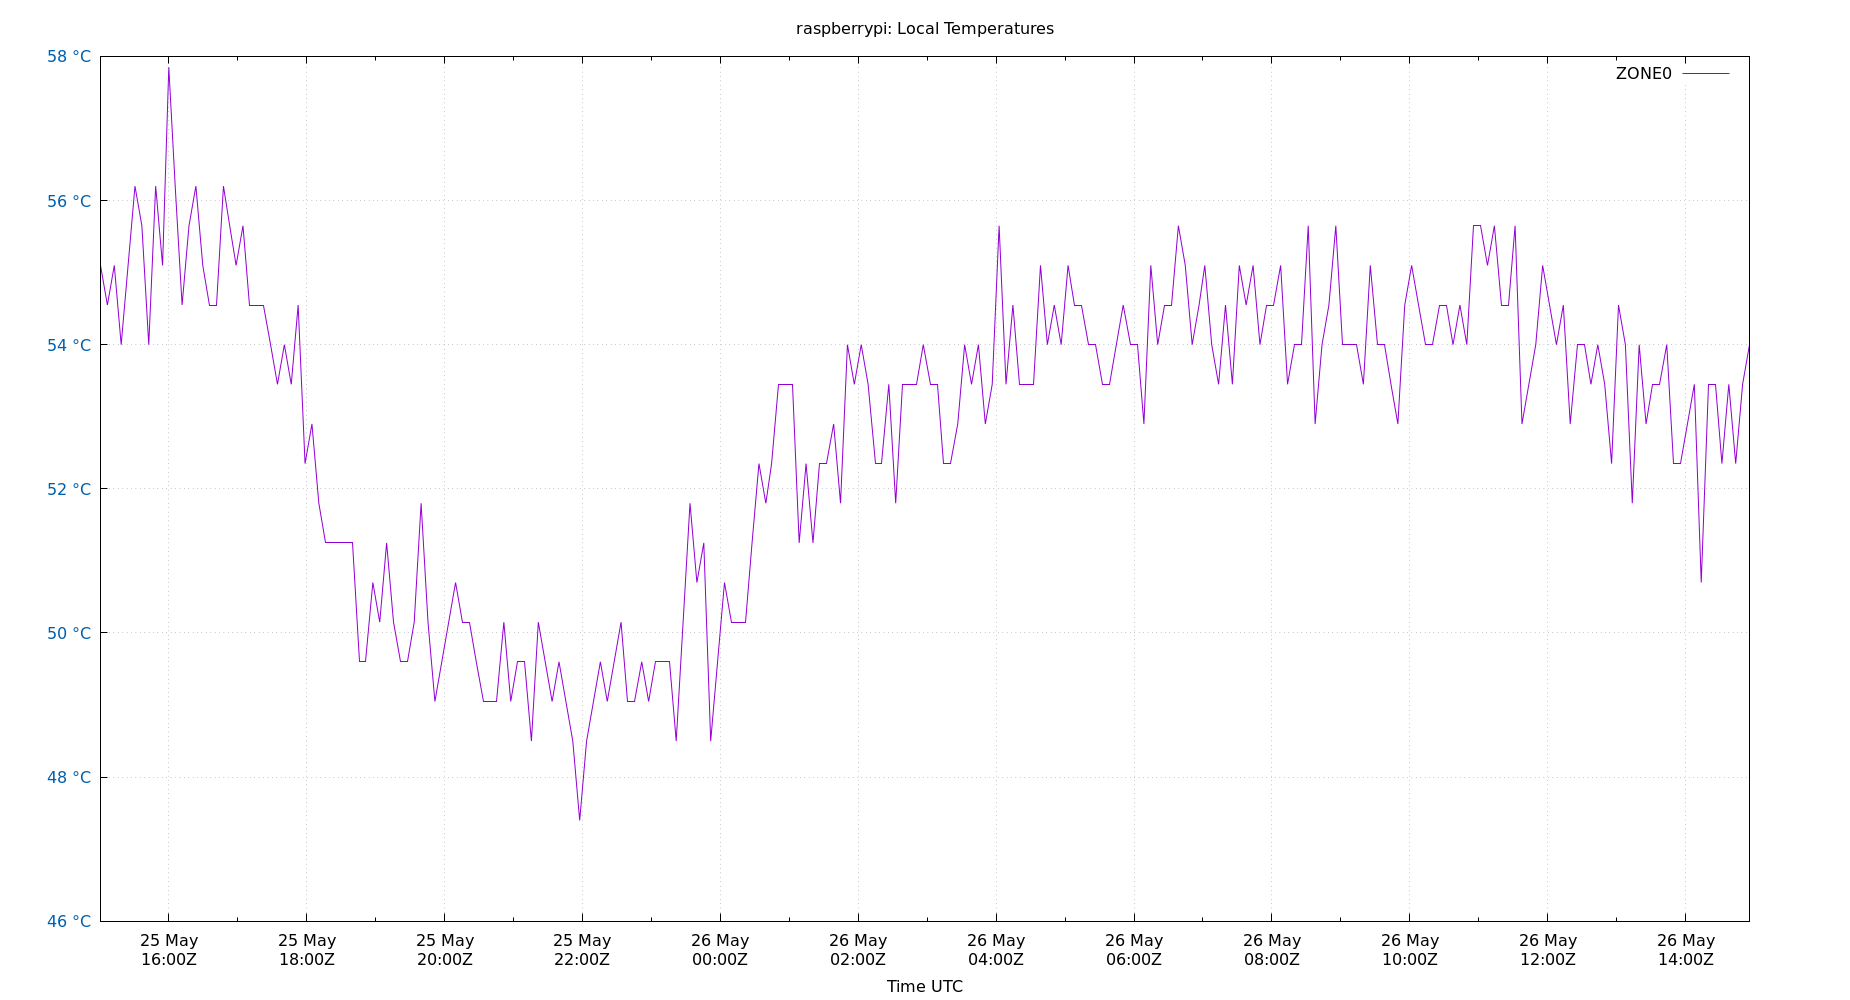 raspberrypi: Local Temperatures
58 °C
ZONE0
56 °C
54 °C
52 °C
50 °C
48 °C
46 °C
25 May 25 May 25 May 25 May 26 May 26 May 26 May 26 May 26 May 26 May 26 May 26 May
16:00Z 18:00Z 20:00Z 22:00Z 00:00Z 02:00Z 04:00Z 06:00Z 08:00Z 10:00Z 12:00Z 14:00Z
Time UTC